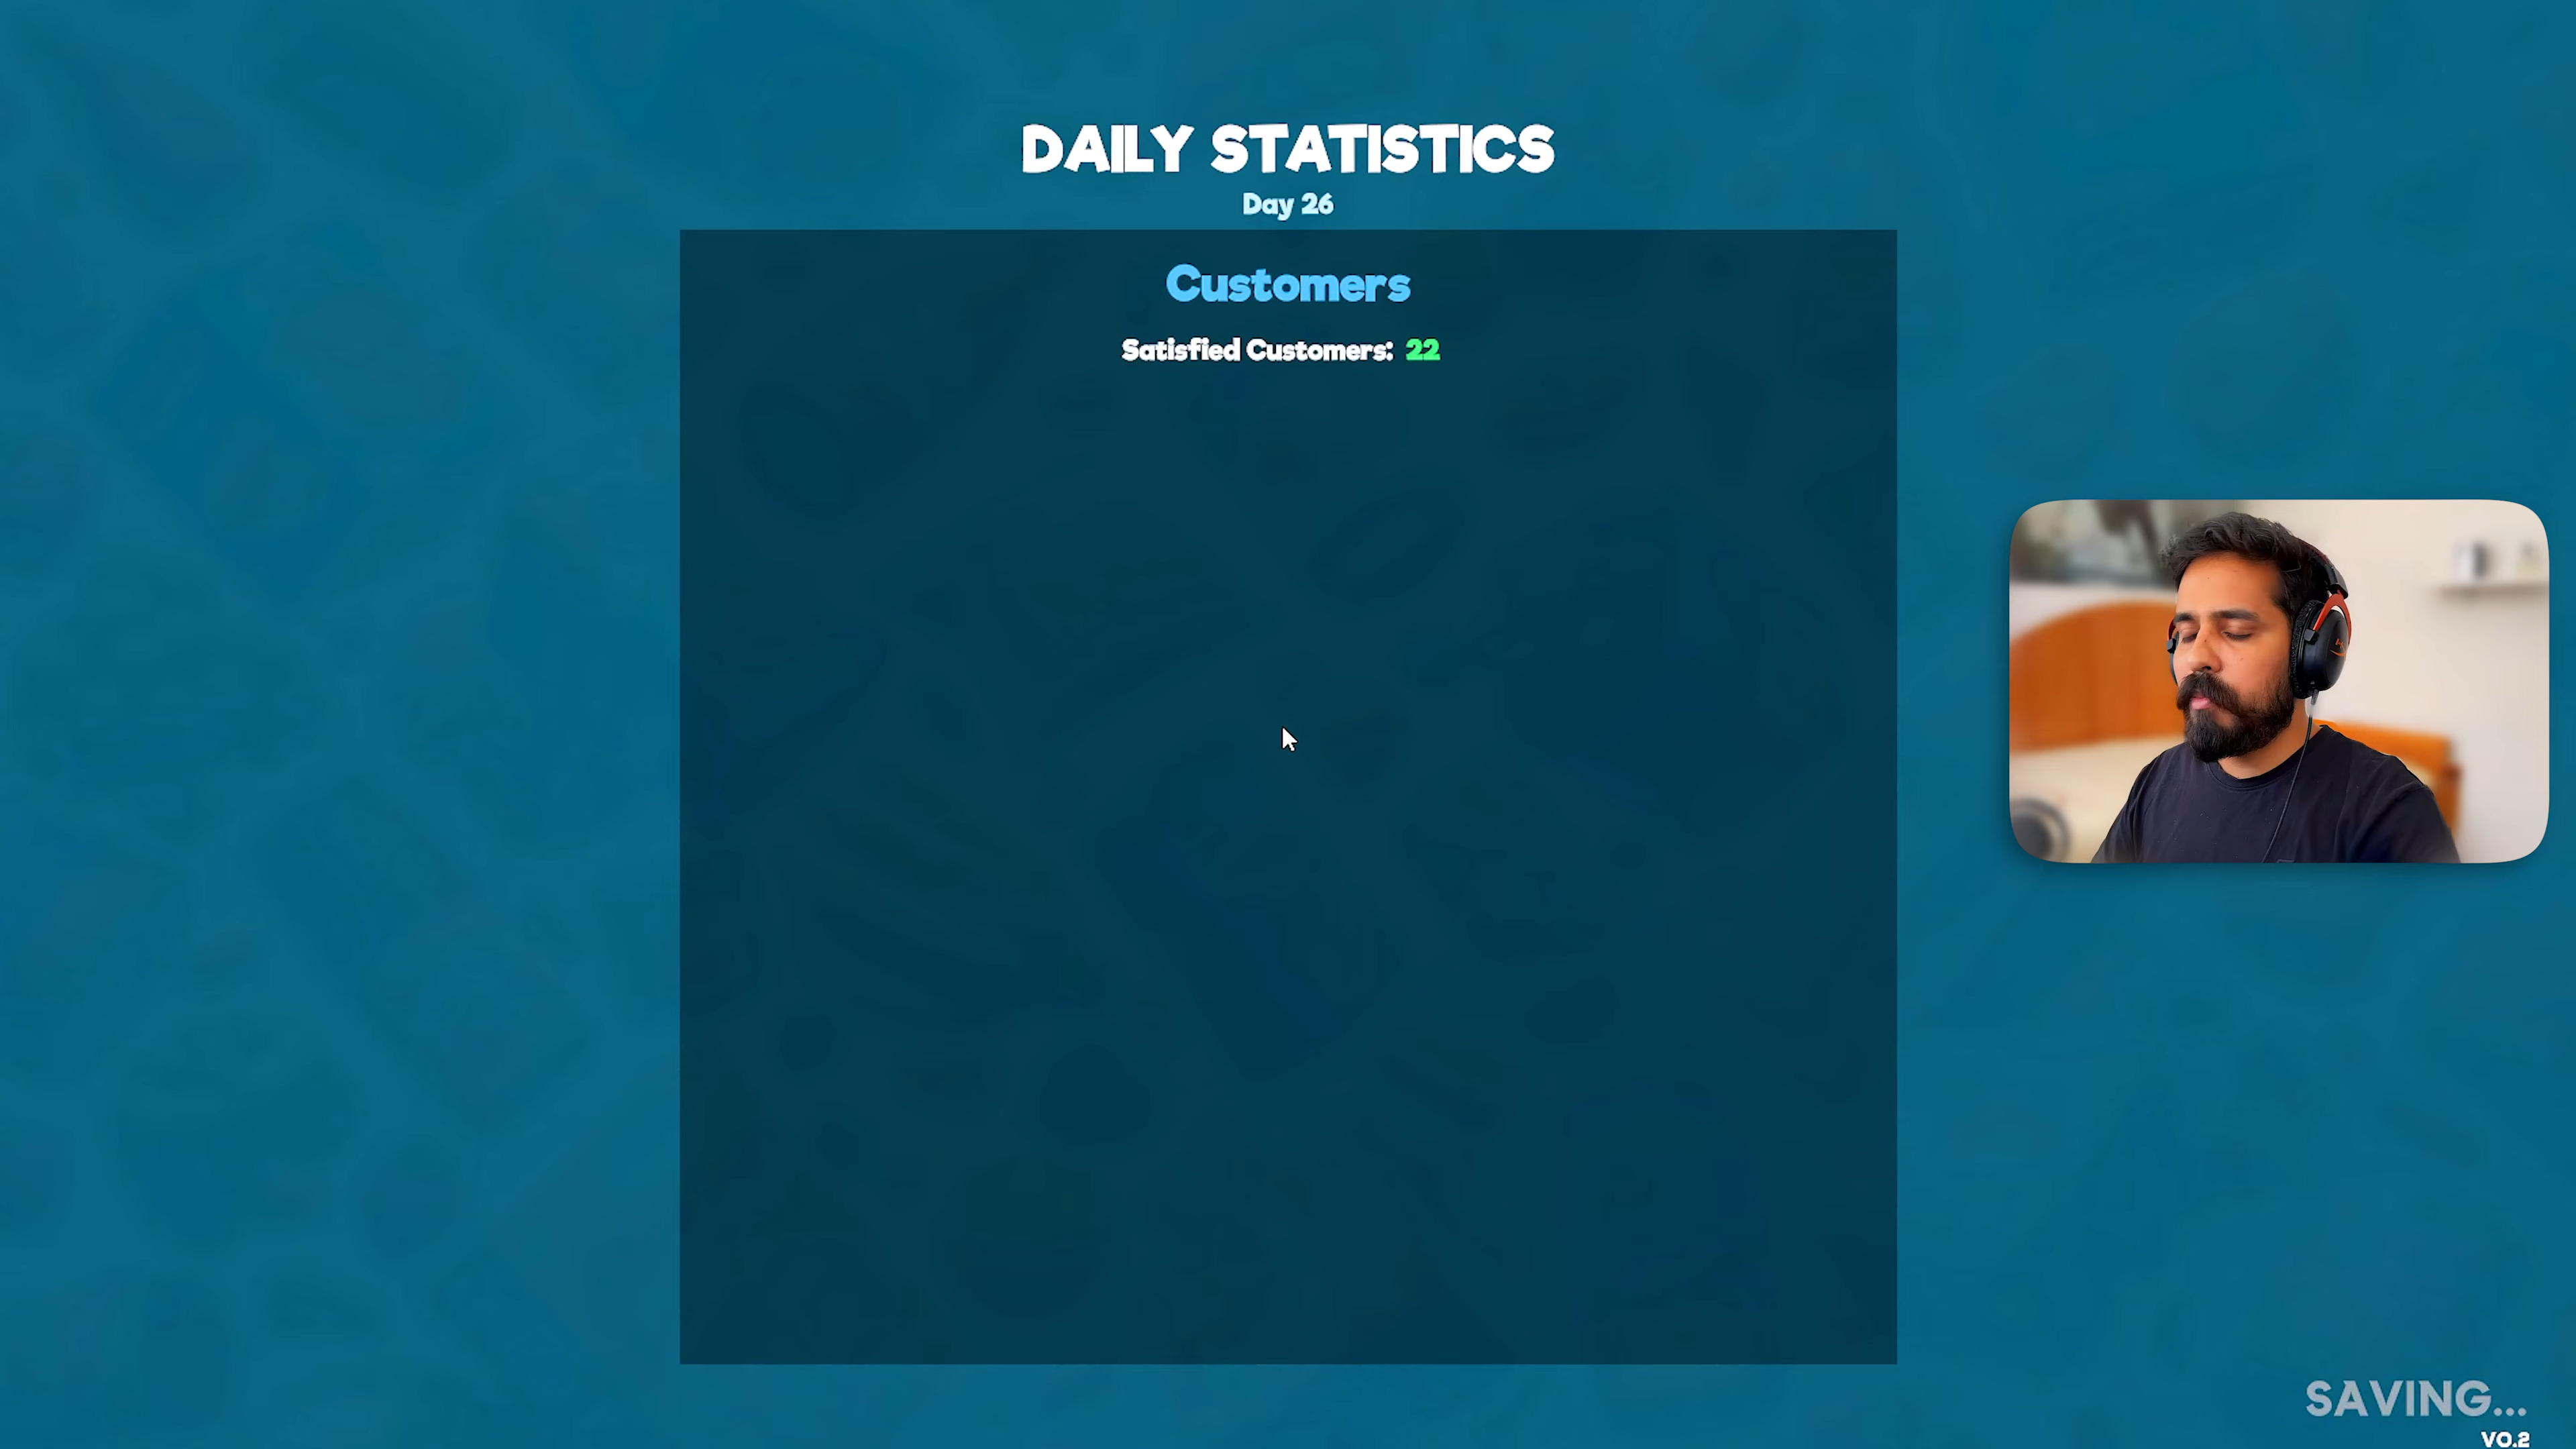 DAILY STATISTICS
Day 26
Customers
Satisfied Customers: 22
SAVING...
V0.2